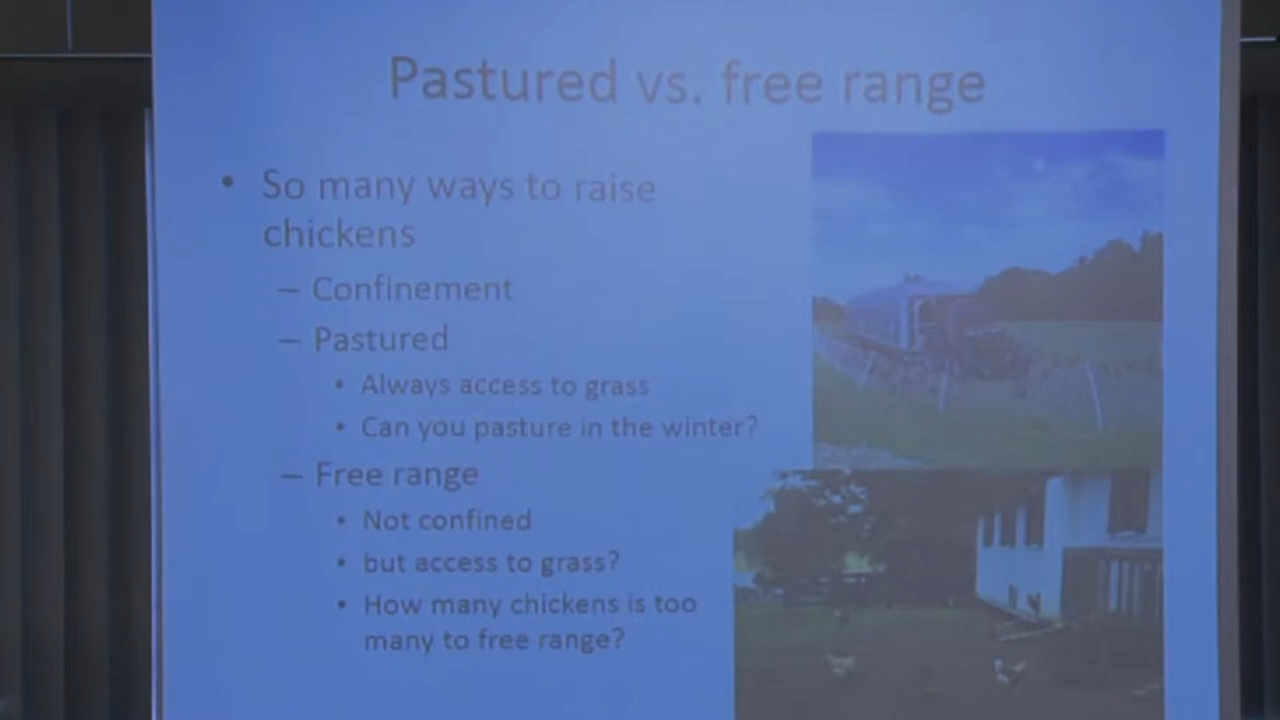 Pastured vs. free range
• So many ways to raise
chickens
– Confinement
– Pastured
• Always access to grass
• Can you pasture in the winter?
– Free range
• Not confined
• but access to grass?
• How many chickens is too
many to free range?